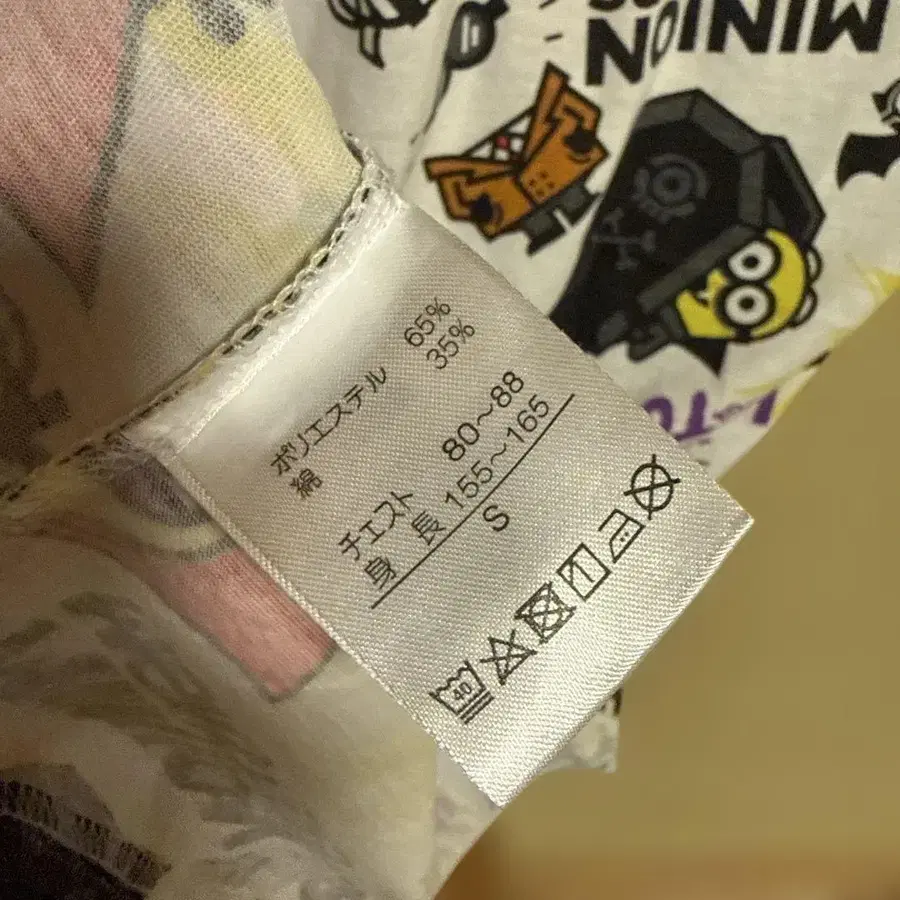 MINION
ポリエステル 65%
綿 35%
チェスト 80～88
身 長 155～165
S
40